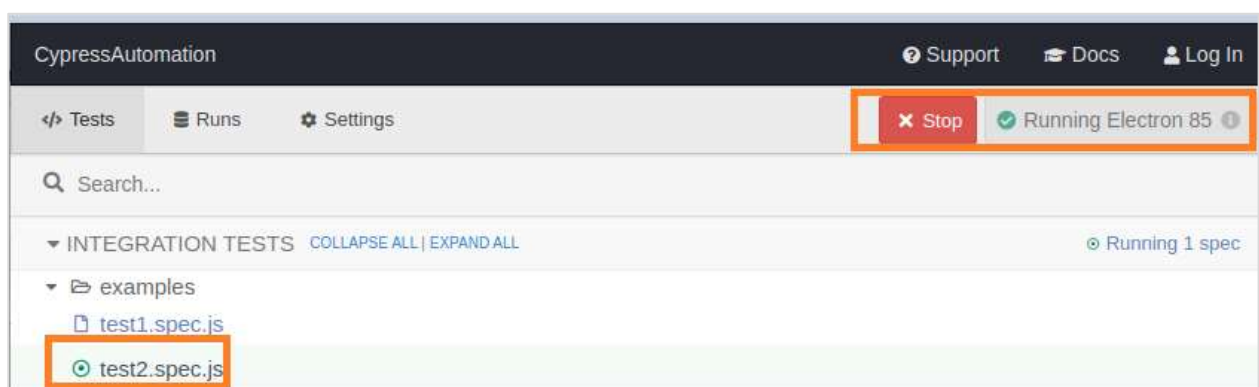 CypressAutomation Support Docs Log In
</> Tests Runs Settings Stop Running Electron 85
Search...
INTEGRATION TESTS COLLAPSE ALL | EXPAND ALL Running 1 spec
examples
test1.spec.js
test2.spec.js